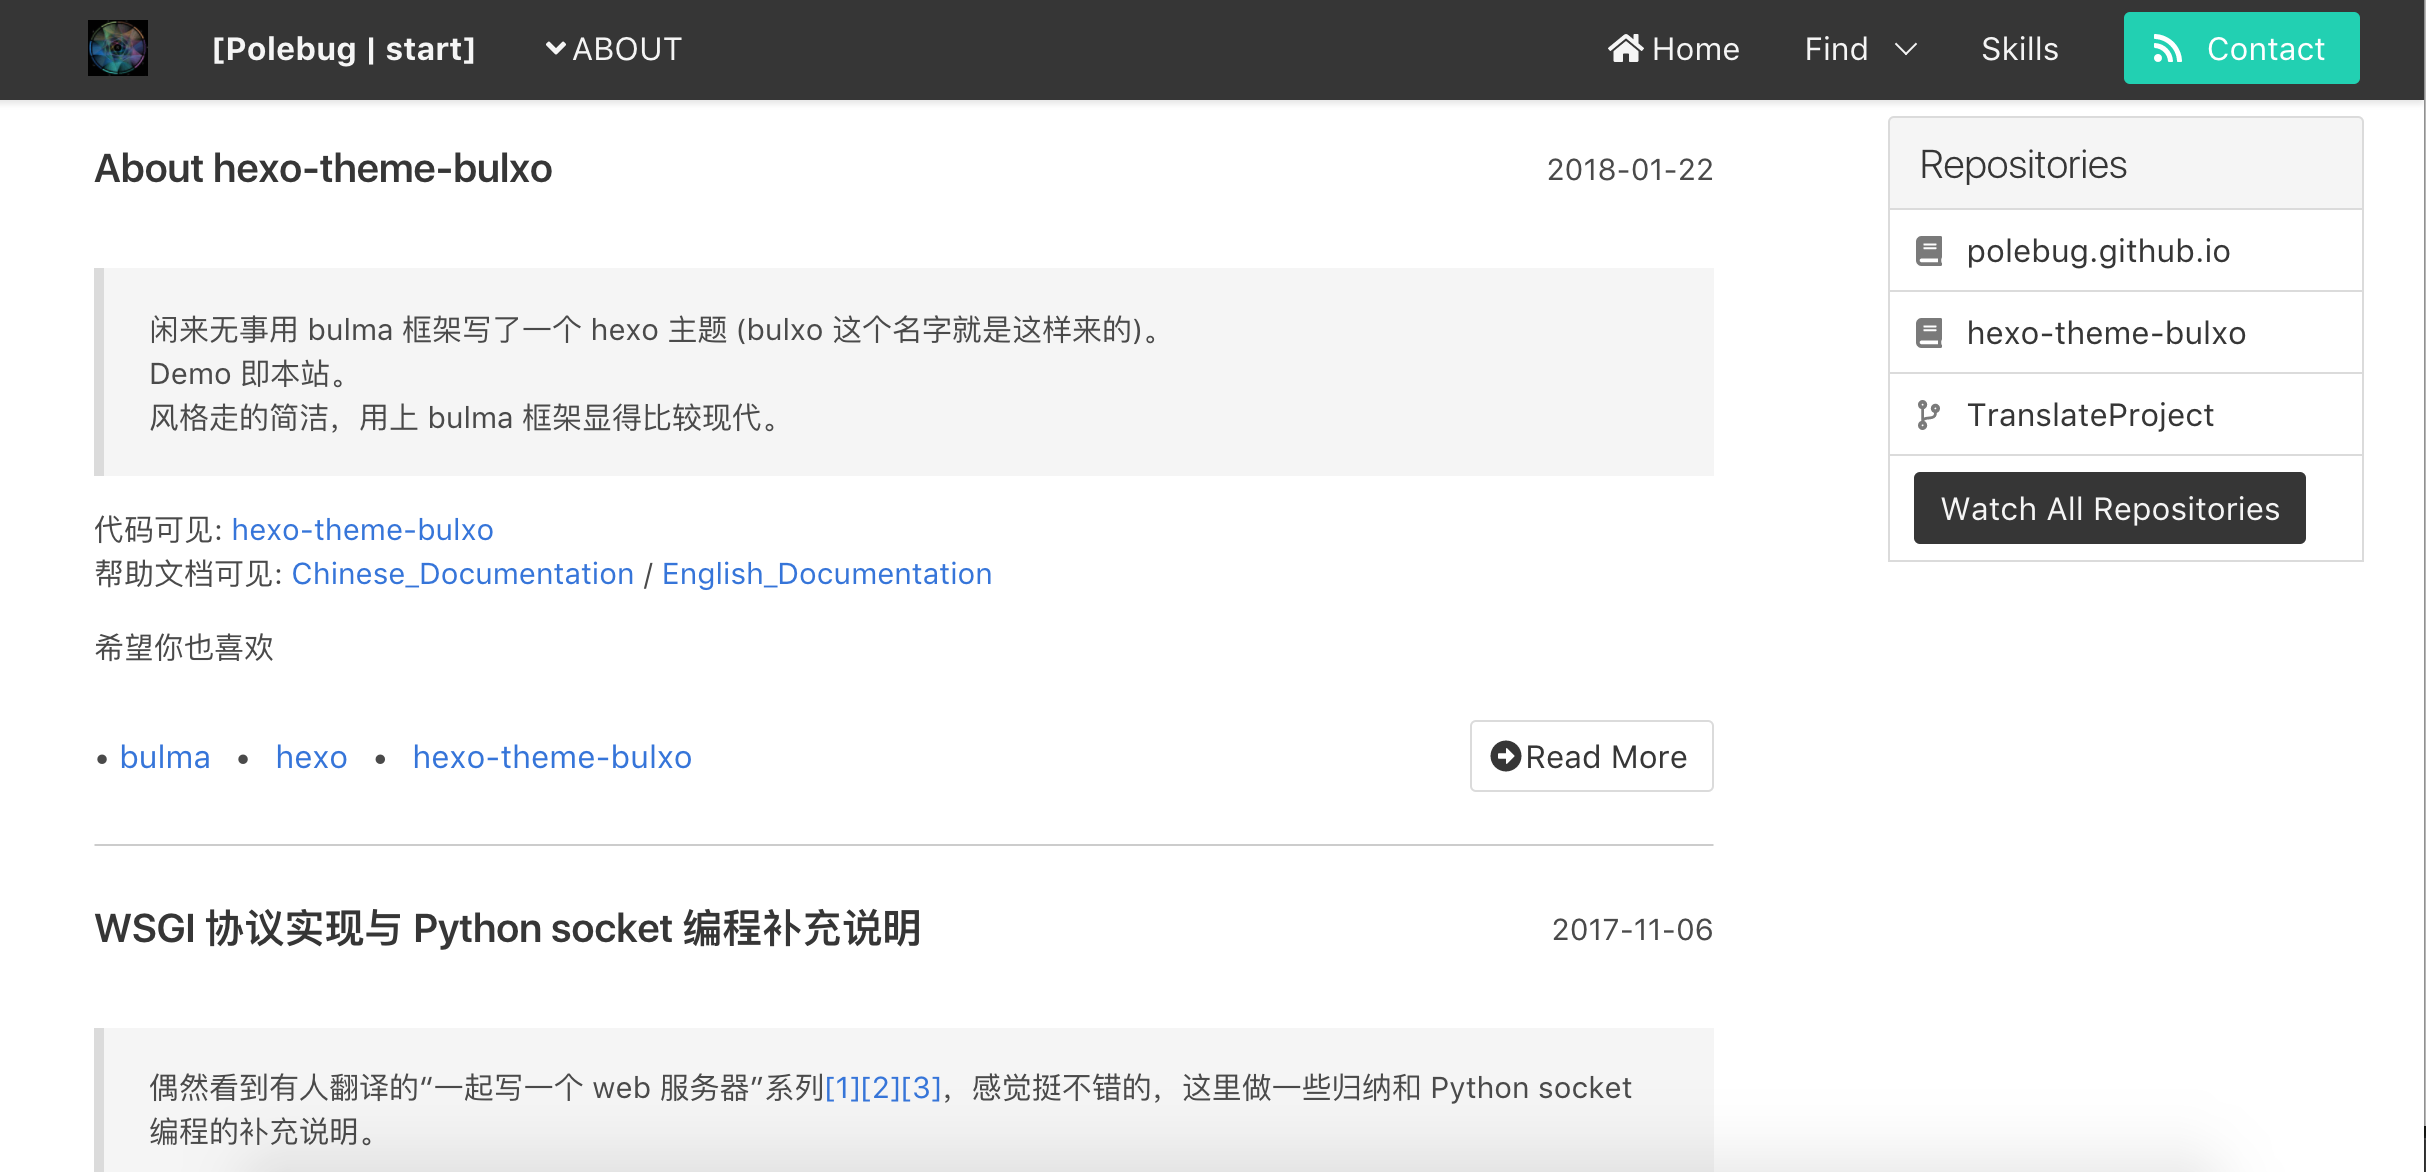 [Polebug | start] ABOUT Home Find Skills Contact
About hexo-theme-bulxo 2018-01-22
闲来无事用 bulma 框架写了一个 hexo 主题 (bulxo 这个名字就是这样来的)。
Demo 即本站。
风格走的简洁，用上 bulma 框架显得比较现代。
代码可见: hexo-theme-bulxo
帮助文档可见: Chinese_Documentation / English_Documentation
希望你也喜欢
• bulma • hexo • hexo-theme-bulxo
Read More
WSGI 协议实现与 Python socket 编程补充说明 2017-11-06
偶然看到有人翻译的“一起写一个 web 服务器”系列[1][2][3]，感觉挺不错的，这里做一些归纳和 Python socket
编程的补充说明。
Repositories
polebug.github.io
hexo-theme-bulxo
TranslateProject
Watch All Repositories